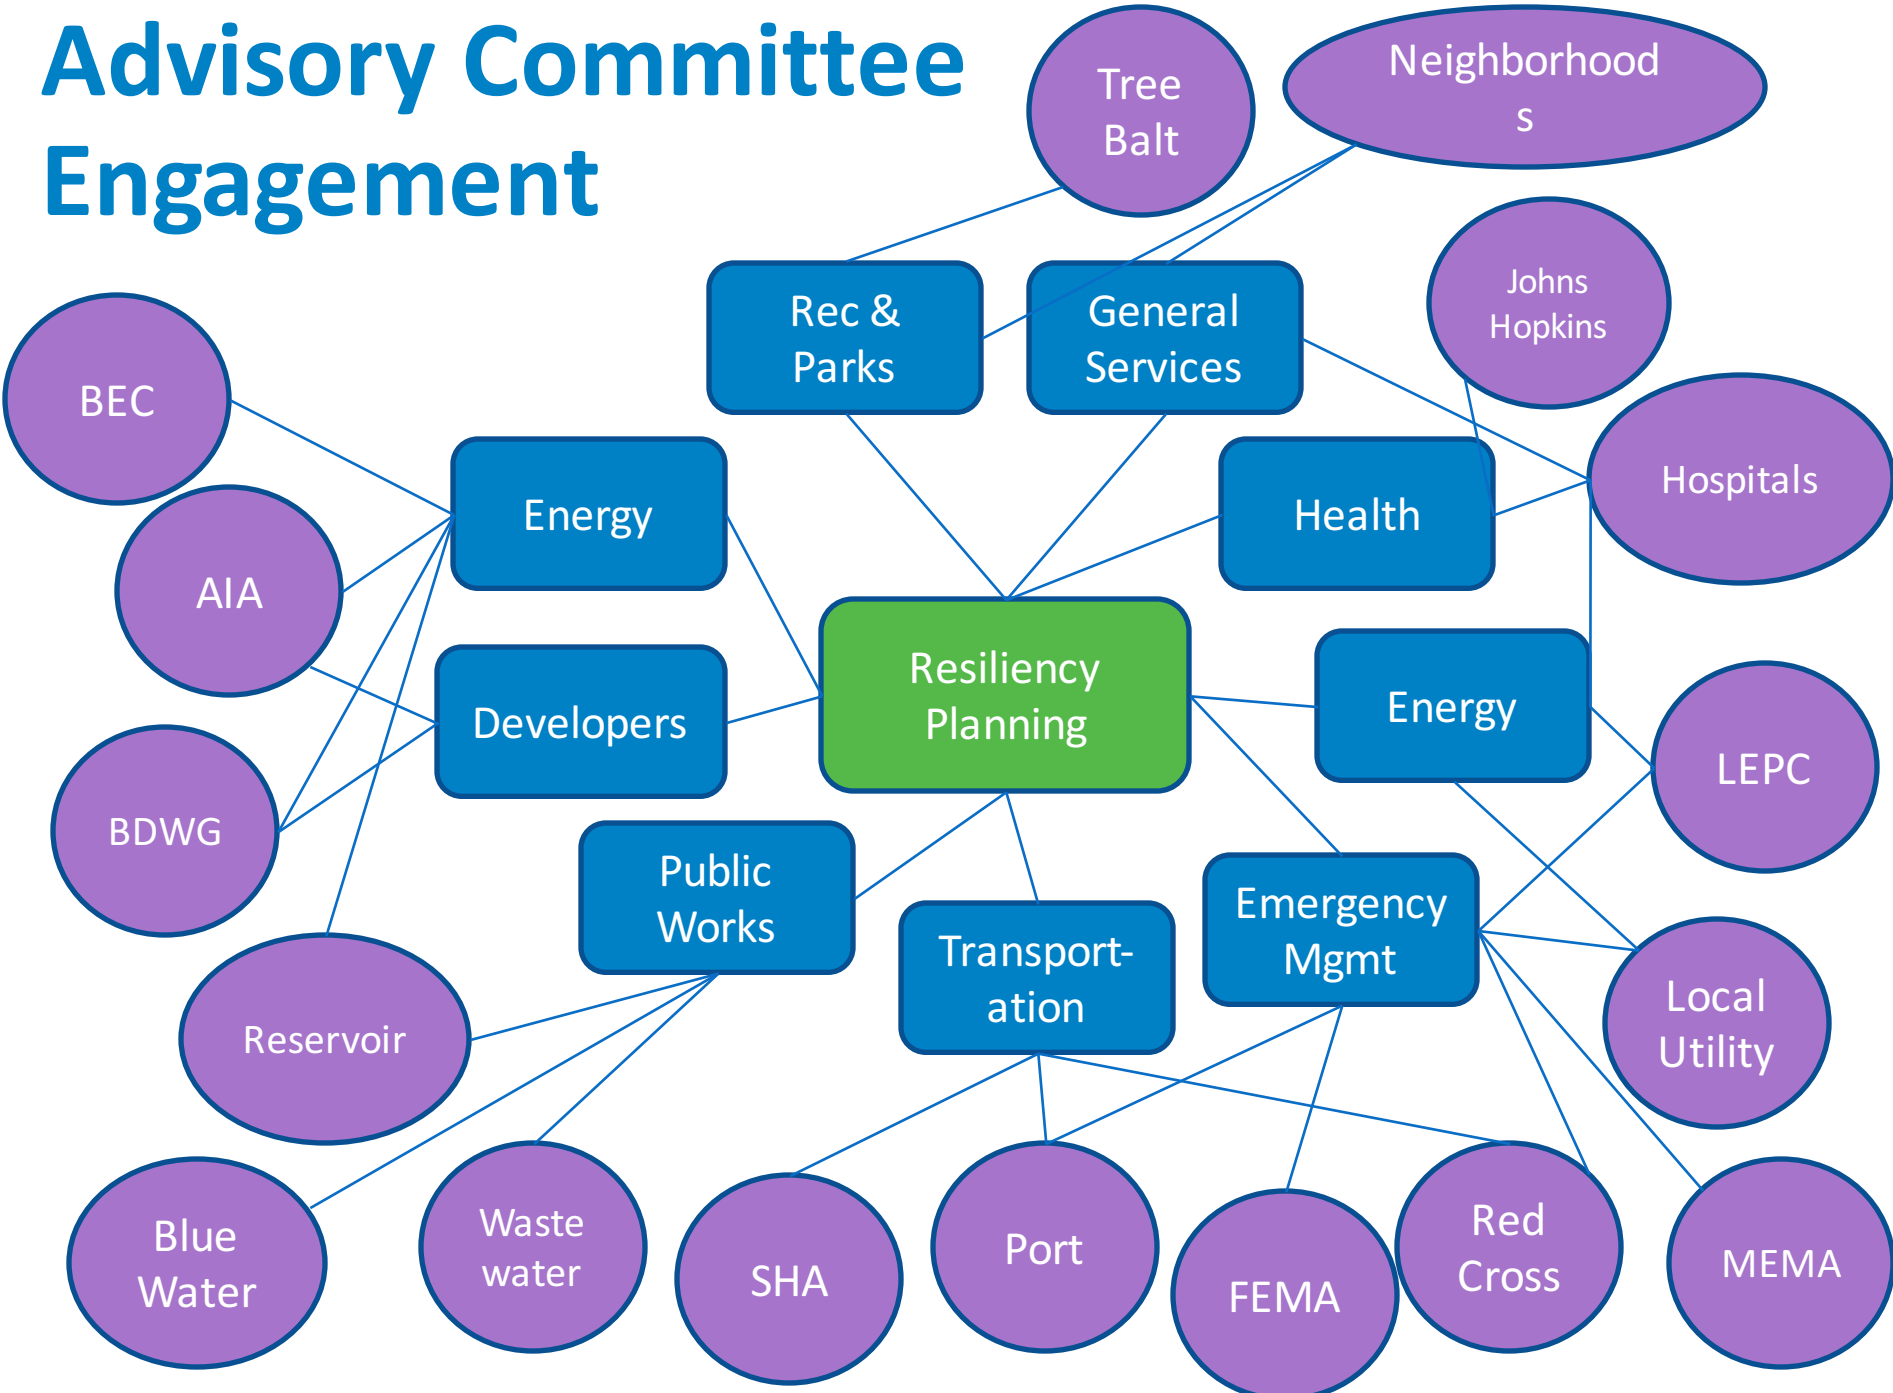 Advisory Committee
Engagement
Tree
Balt
Neighborhood
s
Johns
Hopkins
Rec &
Parks
General
Services
BEC
Energy
Health
Hospitals
AIA
Resiliency
Planning
Developers
Energy
LEPC
BDWG
Public
Works
Emergency
Mgmt
Transport-
ation
Local
Utility
Reservoir
Blue
Water
Waste
water
SHA
Port
FEMA
Red
Cross
MEMA